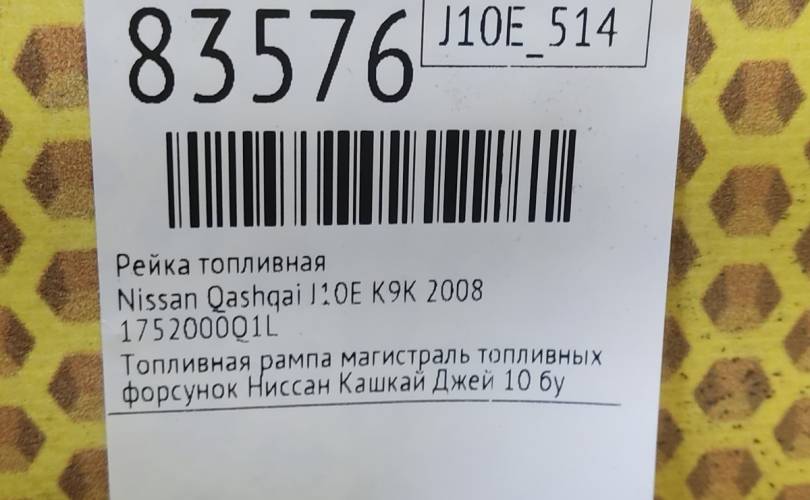 83576
J10E_514
Рейка топливная
Nissan Qashqai J10E K9K 2008
1752000Q1L
Топливная рампа магистраль топливных
форсунок Ниссан Кашкай Джей 10 бу